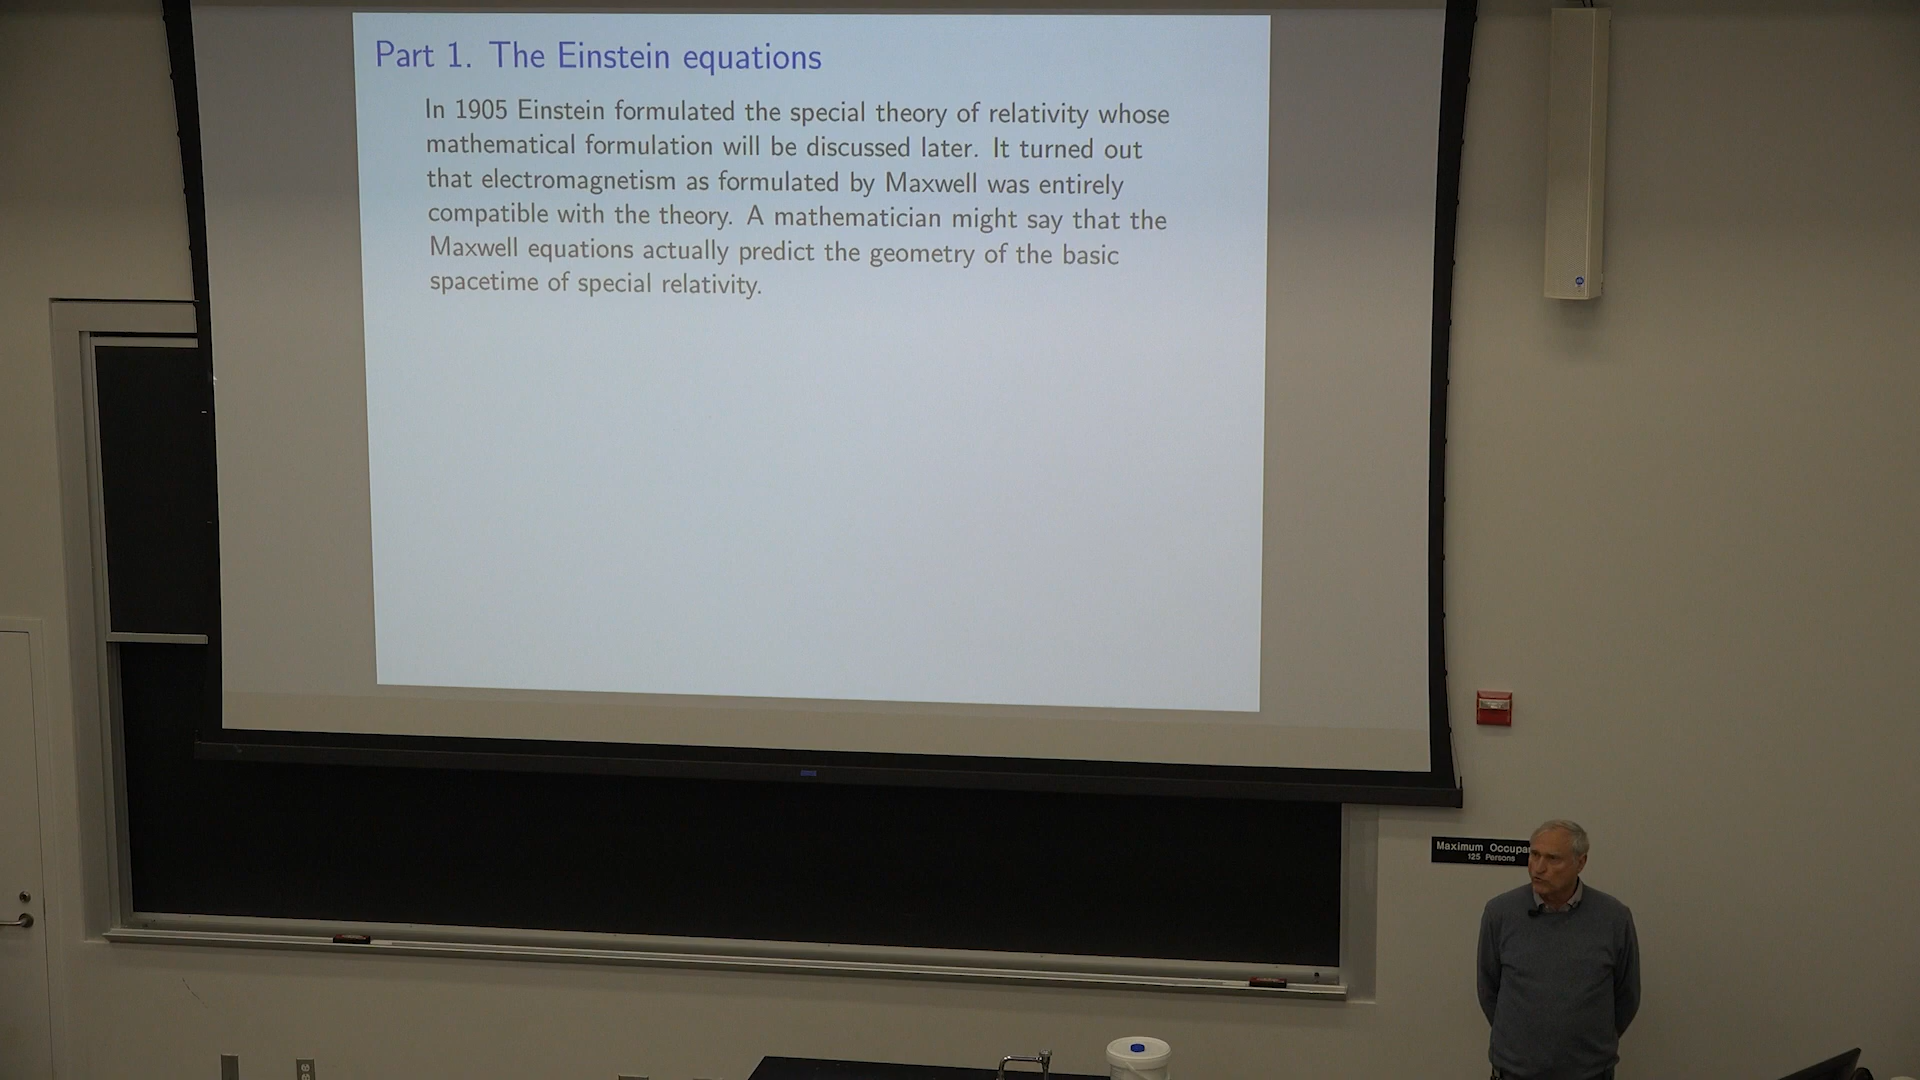 Part 1. The Einstein equations
In 1905 Einstein formulated the special theory of relativity whose
mathematical formulation will be discussed later. It turned out
that electromagnetism as formulated by Maxwell was entirely
compatible with the theory. A mathematician might say that the
Maxwell equations actually predict the geometry of the basic
spacetime of special relativity.
Maximum Occupa
125 Persons